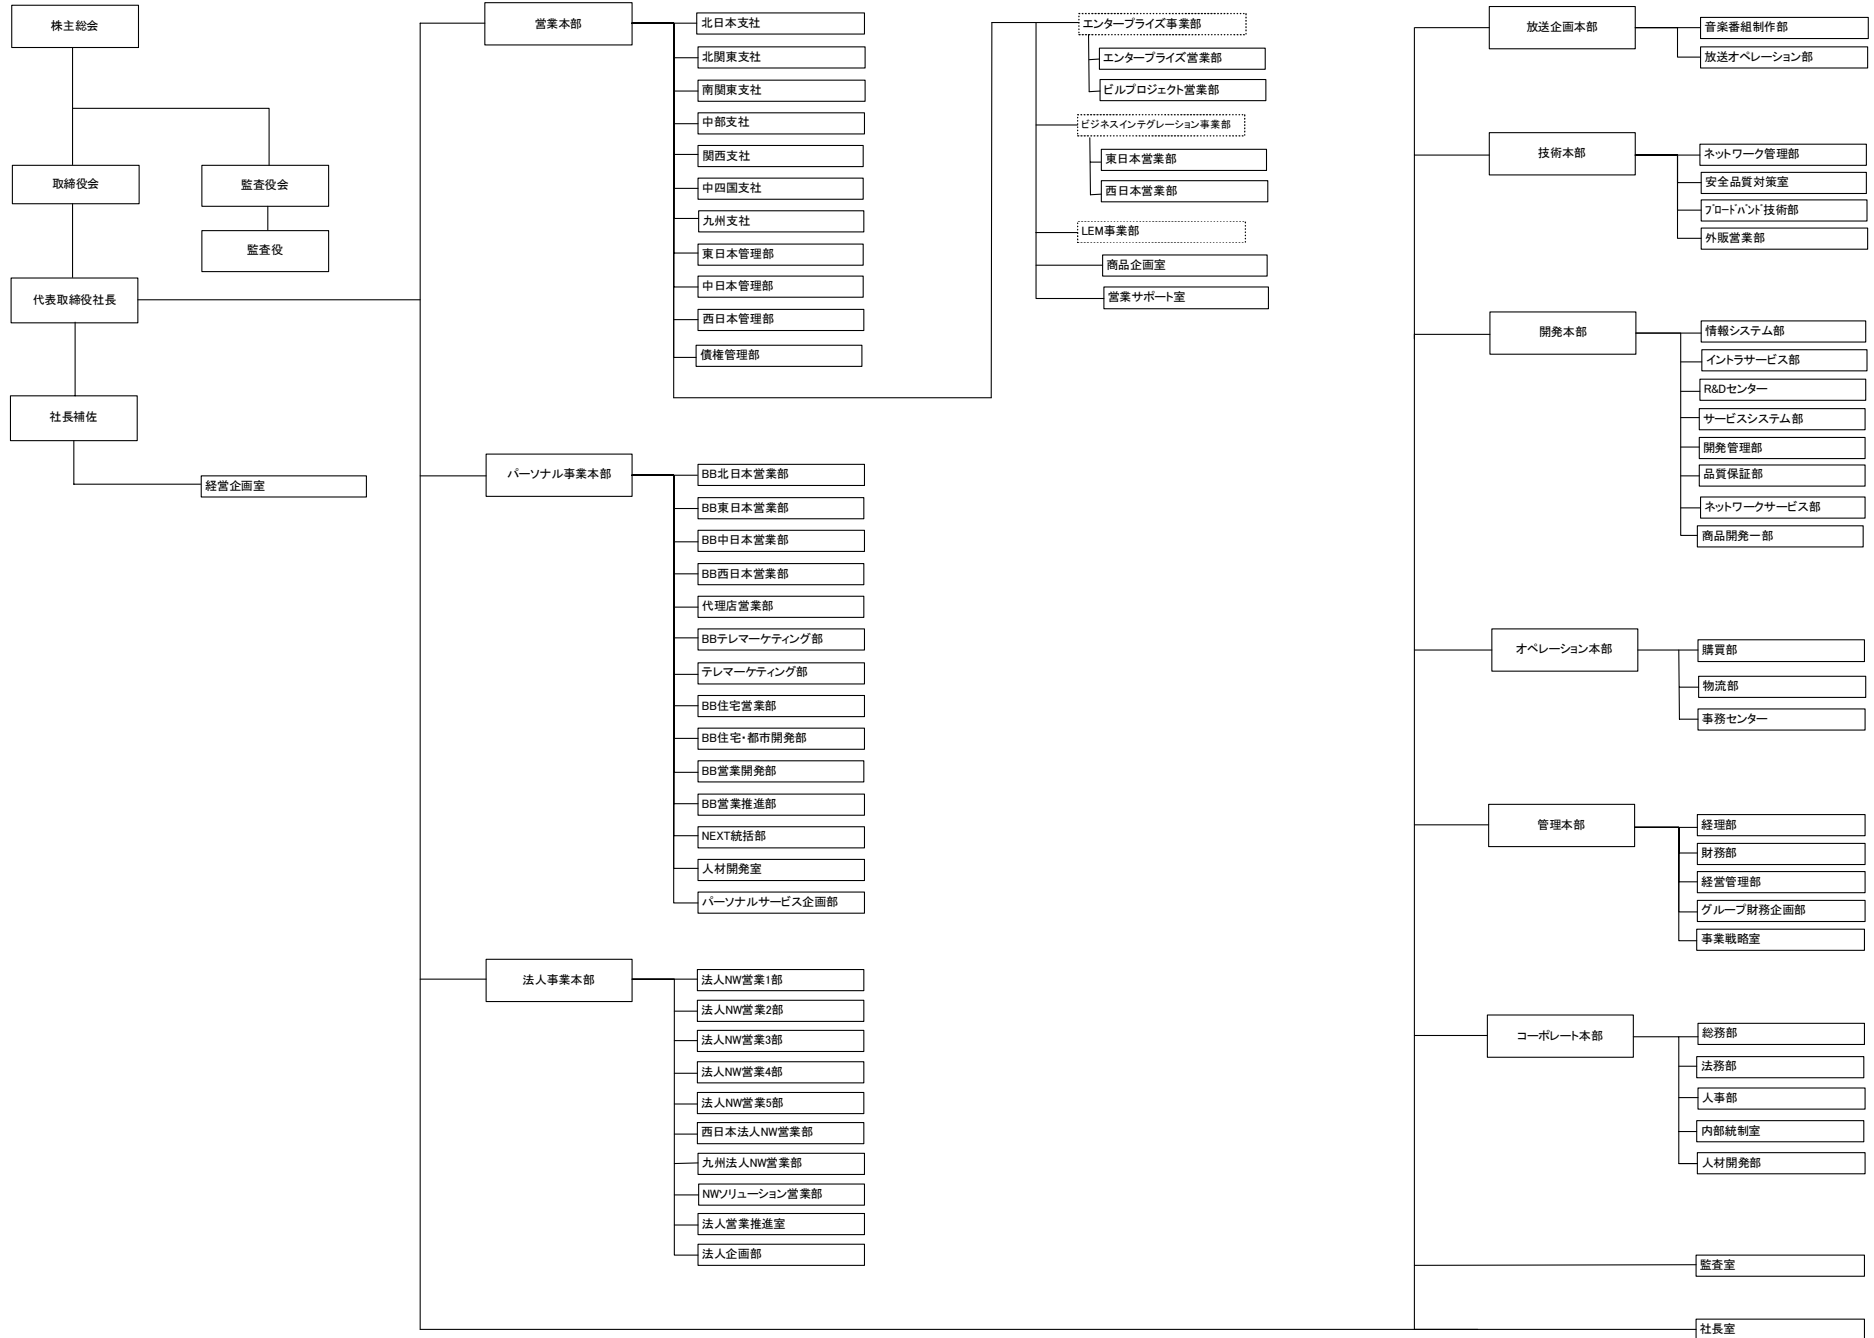 株主総会
取締役会
監査役会
監査役
代表取締役社長
社長補佐
経営企画室
営業本部
北日本支社
北関東支社
南関東支社
中部支社
関西支社
中四国支社
九州支社
東日本管理部
中日本管理部
西日本管理部
債権管理部
エンタープライズ事業部
エンタープライズ営業部
ビルプロジェクト営業部
ビジネスインテグレーション事業部
東日本営業部
西日本営業部
LEM事業部
商品企画室
営業サポート室
パーソナル事業本部
BB北日本営業部
BB東日本営業部
BB中日本営業部
BB西日本営業部
代理店営業部
BBテレマーケティング部
テレマーケティング部
BB住宅営業部
BB住宅・都市開発部
BB営業開発部
BB営業推進部
NEXT統括部
人材開発室
パーソナルサービス企画部
法人事業本部
法人NW営業1部
法人NW営業2部
法人NW営業3部
法人NW営業4部
法人NW営業5部
西日本法人NW営業部
九州法人NW営業部
NWソリューション営業部
法人営業推進室
法人企画部
放送企画本部
音楽番組制作部
放送オペレーション部
技術本部
ネットワーク管理部
安全品質対策室
ブロードバンド技術部
外販営業部
開発本部
情報システム部
イントラサービス部
R&Dセンター
サービスシステム部
開発管理部
品質保証部
ネットワークサービス部
商品開発一部
オペレーション本部
購買部
物流部
事務センター
管理本部
経理部
財務部
経営管理部
グループ財務企画部
事業戦略室
コーポレート本部
総務部
法務部
人事部
内部統制室
人材開発部
監査室
社長室